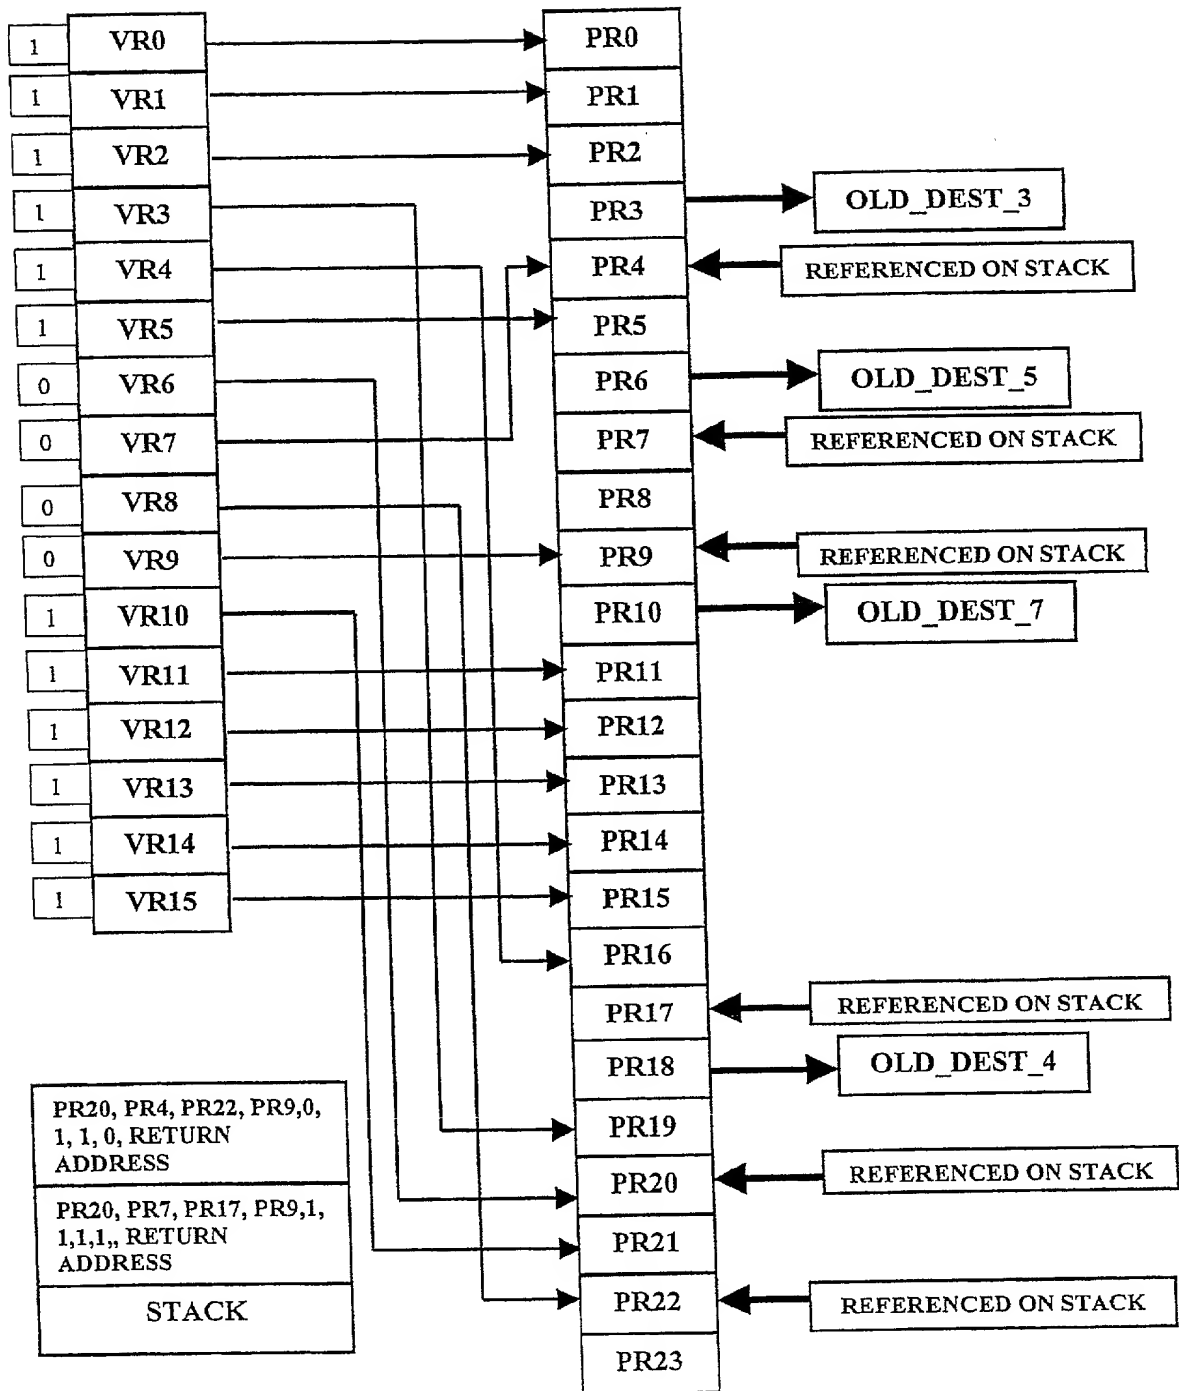 1 VR0 PR0
1 VR1 PR1
1 VR2 PR2
1 VR3 PR3 OLD_DEST_3
1 VR4 PR4 REFERENCED ON STACK
1 VR5 PR5
0 VR6 PR6 OLD_DEST_5
0 VR7 PR7 REFERENCED ON STACK
0 VR8 PR8
0 VR9 PR9 REFERENCED ON STACK
1 VR10 PR10 OLD_DEST_7
1 VR11 PR11
1 VR12 PR12
1 VR13 PR13
1 VR14 PR14
1 VR15 PR15
PR16
PR17 REFERENCED ON STACK
PR18 OLD_DEST_4
PR19
PR20 REFERENCED ON STACK
PR21
PR22 REFERENCED ON STACK
PR23
PR20, PR4, PR22, PR9,0,
1, 1, 0, RETURN
ADDRESS
PR20, PR7, PR17, PR9,1,
1,1,1,, RETURN
ADDRESS
STACK